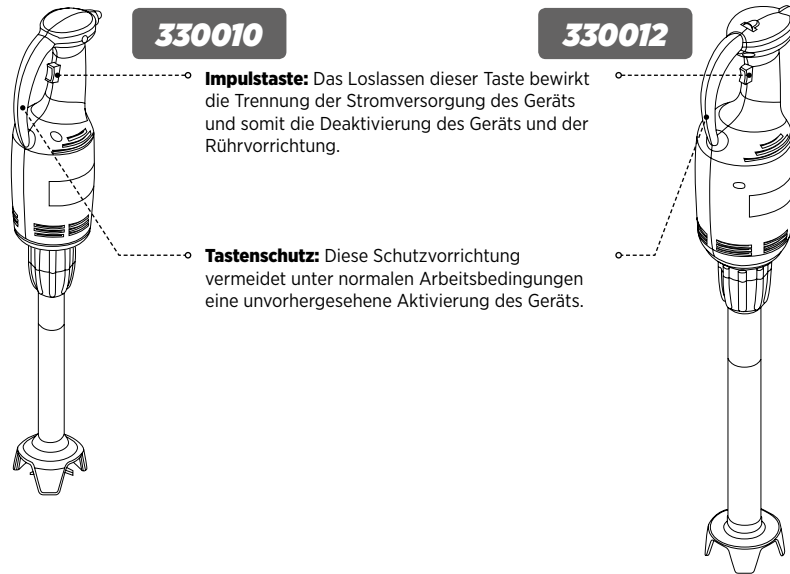 330010
330012
Impulstaste: Das Loslassen dieser Taste bewirkt
die Trennung der Stromversorgung des Geräts
und somit die Deaktivierung des Geräts und der
Rührvorrichtung.
Tastenschutz: Diese Schutzvorrichtung
vermeidet unter normalen Arbeitsbedingungen
eine unvorhergesehene Aktivierung des Geräts.